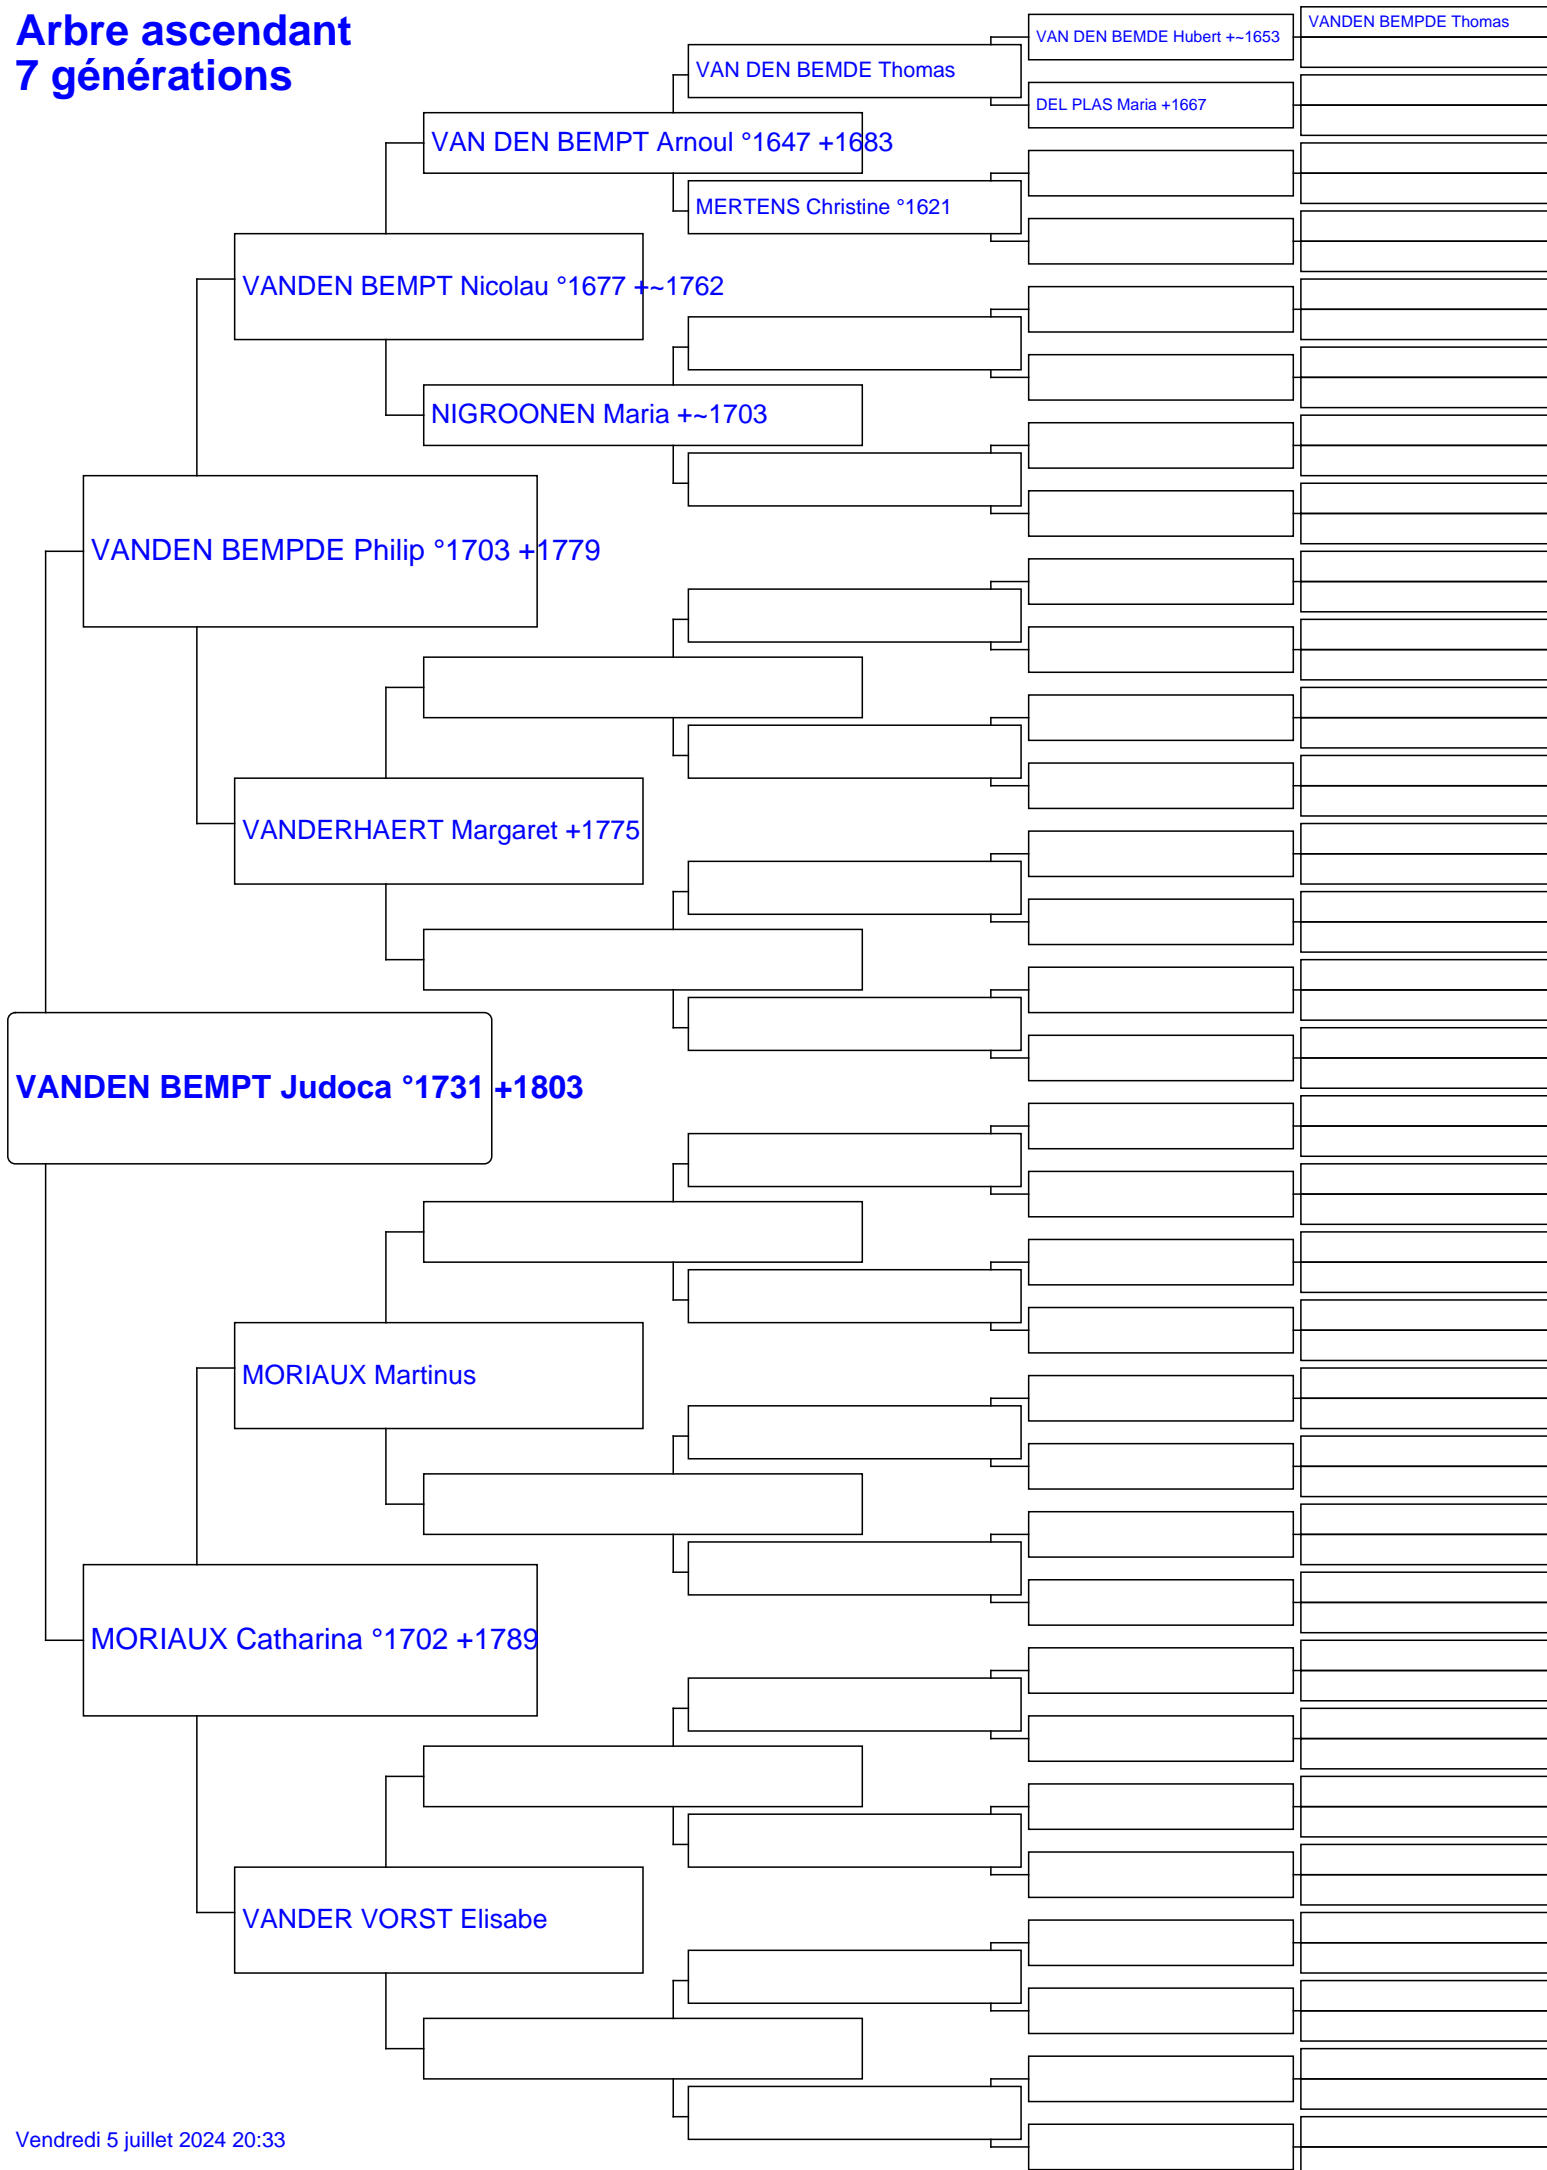 Arbre ascendant
7 générations
VANDEN BEMPDE Thomas
VAN DEN BEMDE Hubert +~1653
VAN DEN BEMDE Thomas
DEL PLAS Maria +1667
VAN DEN BEMPT Arnoul °1647 +1683
MERTENS Christine °1621
VANDEN BEMPT Nicolau °1677 +~1762
NIGROONEN Maria +~1703
VANDEN BEMPDE Philip °1703 +1779
VANDERHAERT Margaret +1775
VANDEN BEMPT Judoca °1731 +1803
MORIAUX Martinus
MORIAUX Catharina °1702 +1789
VANDER VORST Elisabe
Vendredi 5 juillet 2024 20:33